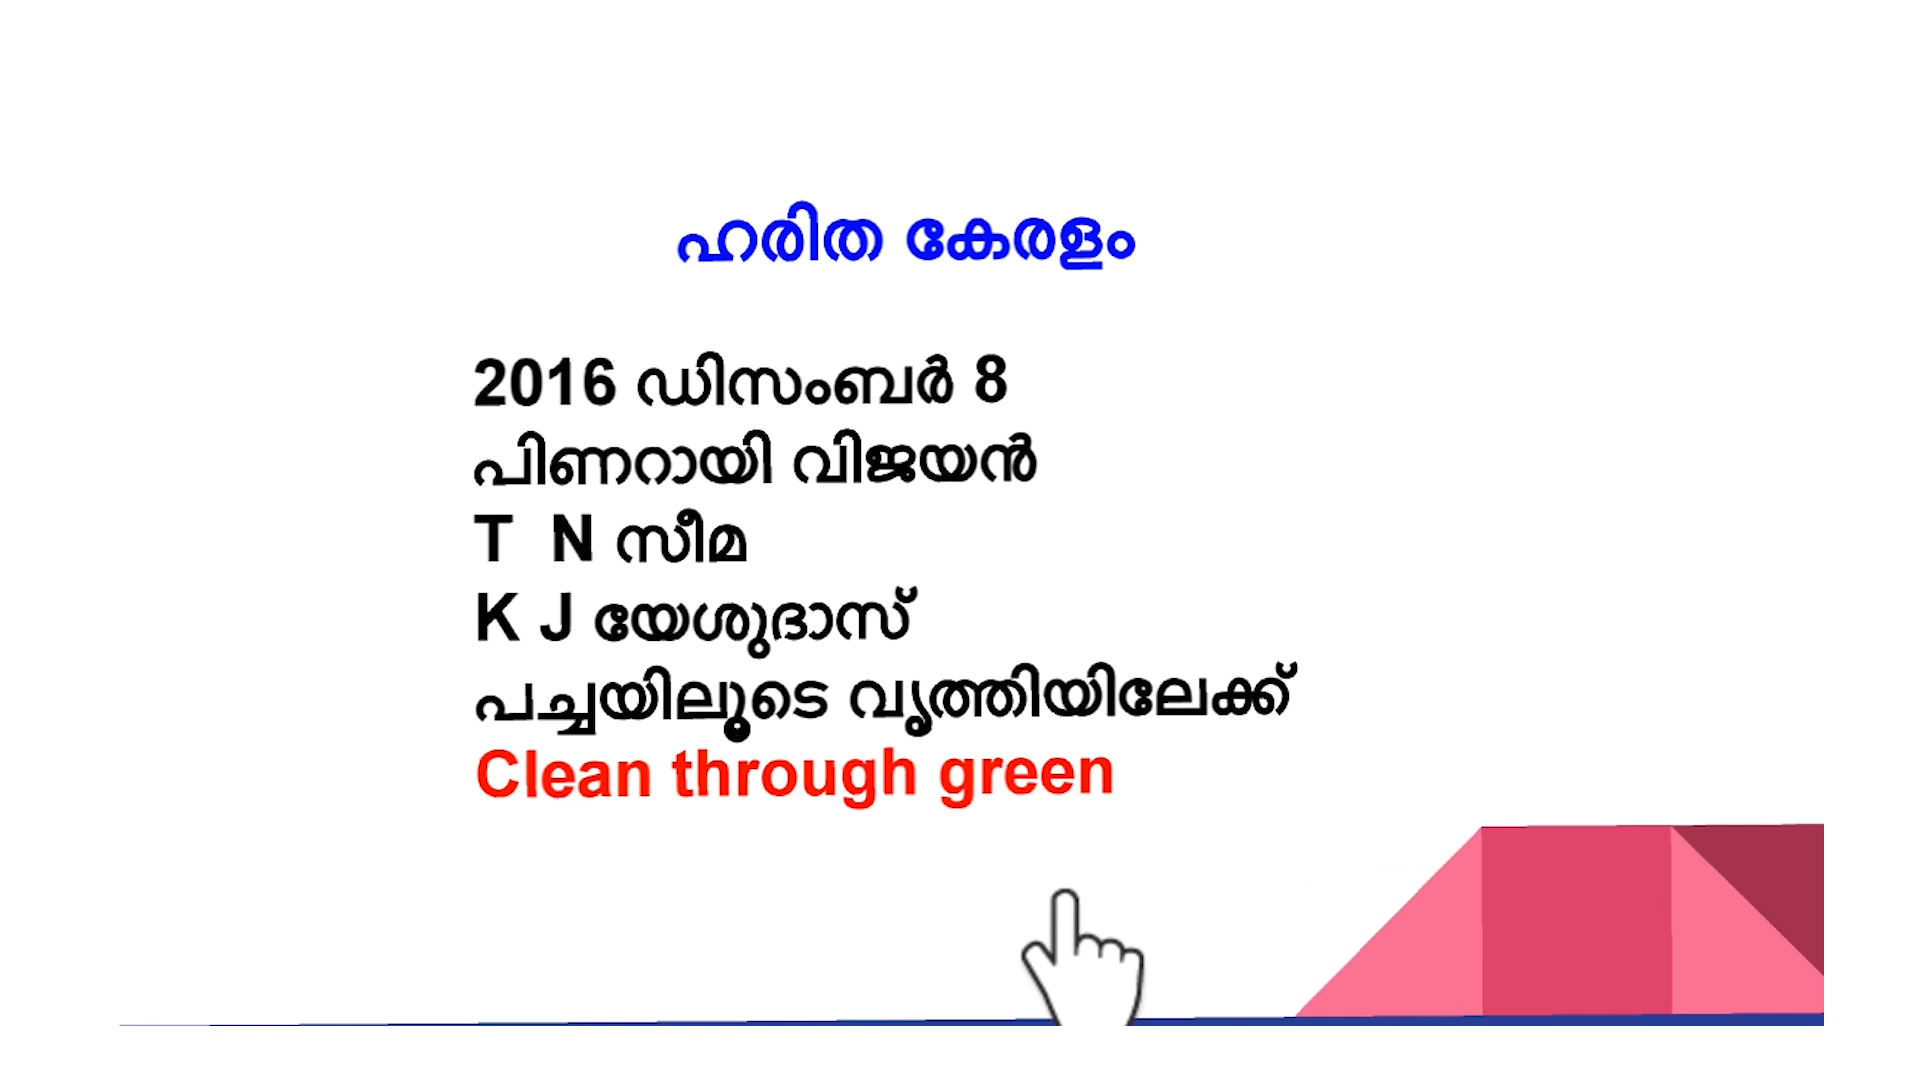 ഹരിത കേരളം
2016 ഡിസംബർ 8
പിണറായി വിജയൻ
T N സീമ
K J യേശുദാസ്
പച്ചയിലൂടെ വൃത്തിയിലേക്ക്
Clean through green